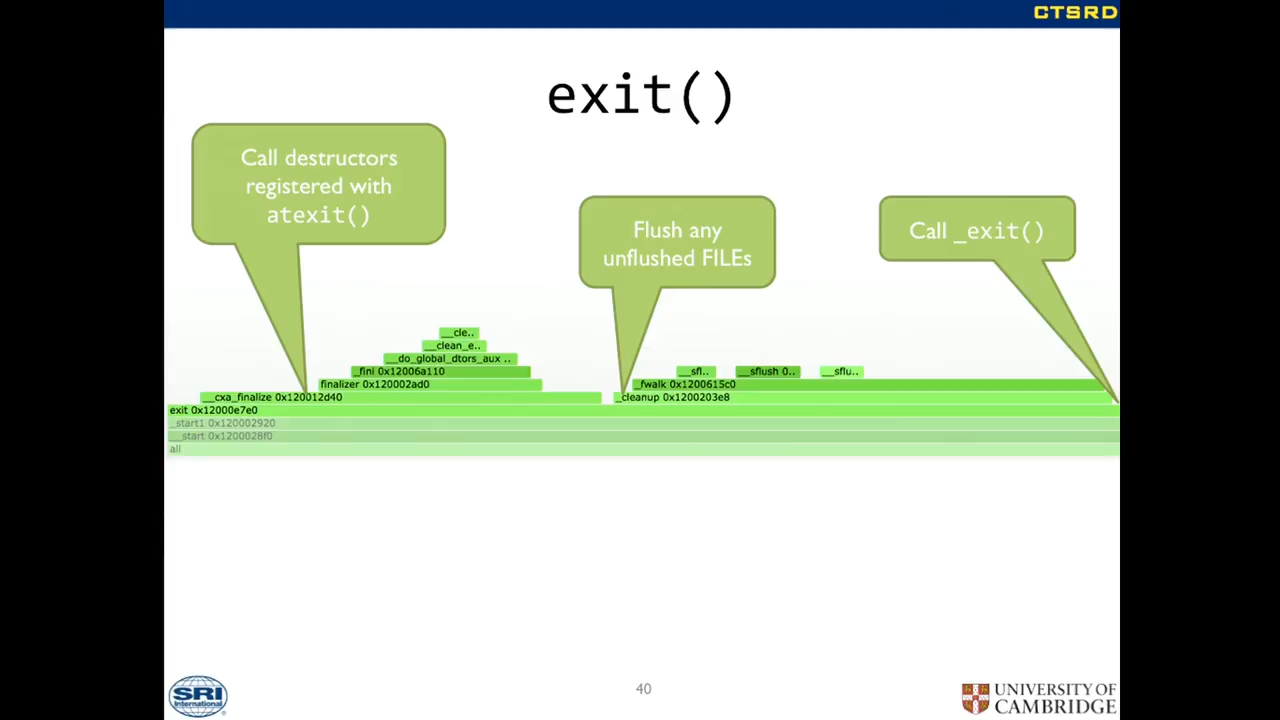 CTSRD
exit()
Call destructors
registered with
atexit()
Flush any
unflushed FILEs
Call _exit()
__cle..
__clean_e..
__do_global_dtors_aux ..
_fini 0x12006a110
__sfl..
__sflush 0..
__sflu..
finalizer 0x120002ad0
_fwalk 0x1200615c0
__cxa_finalize 0x120012d40
_cleanup 0x1200203e8
exit 0x12000e7e0
_start1 0x120002920
__start 0x1200028f0
all
SRI
International
40
UNIVERSITY OF
CAMBRIDGE